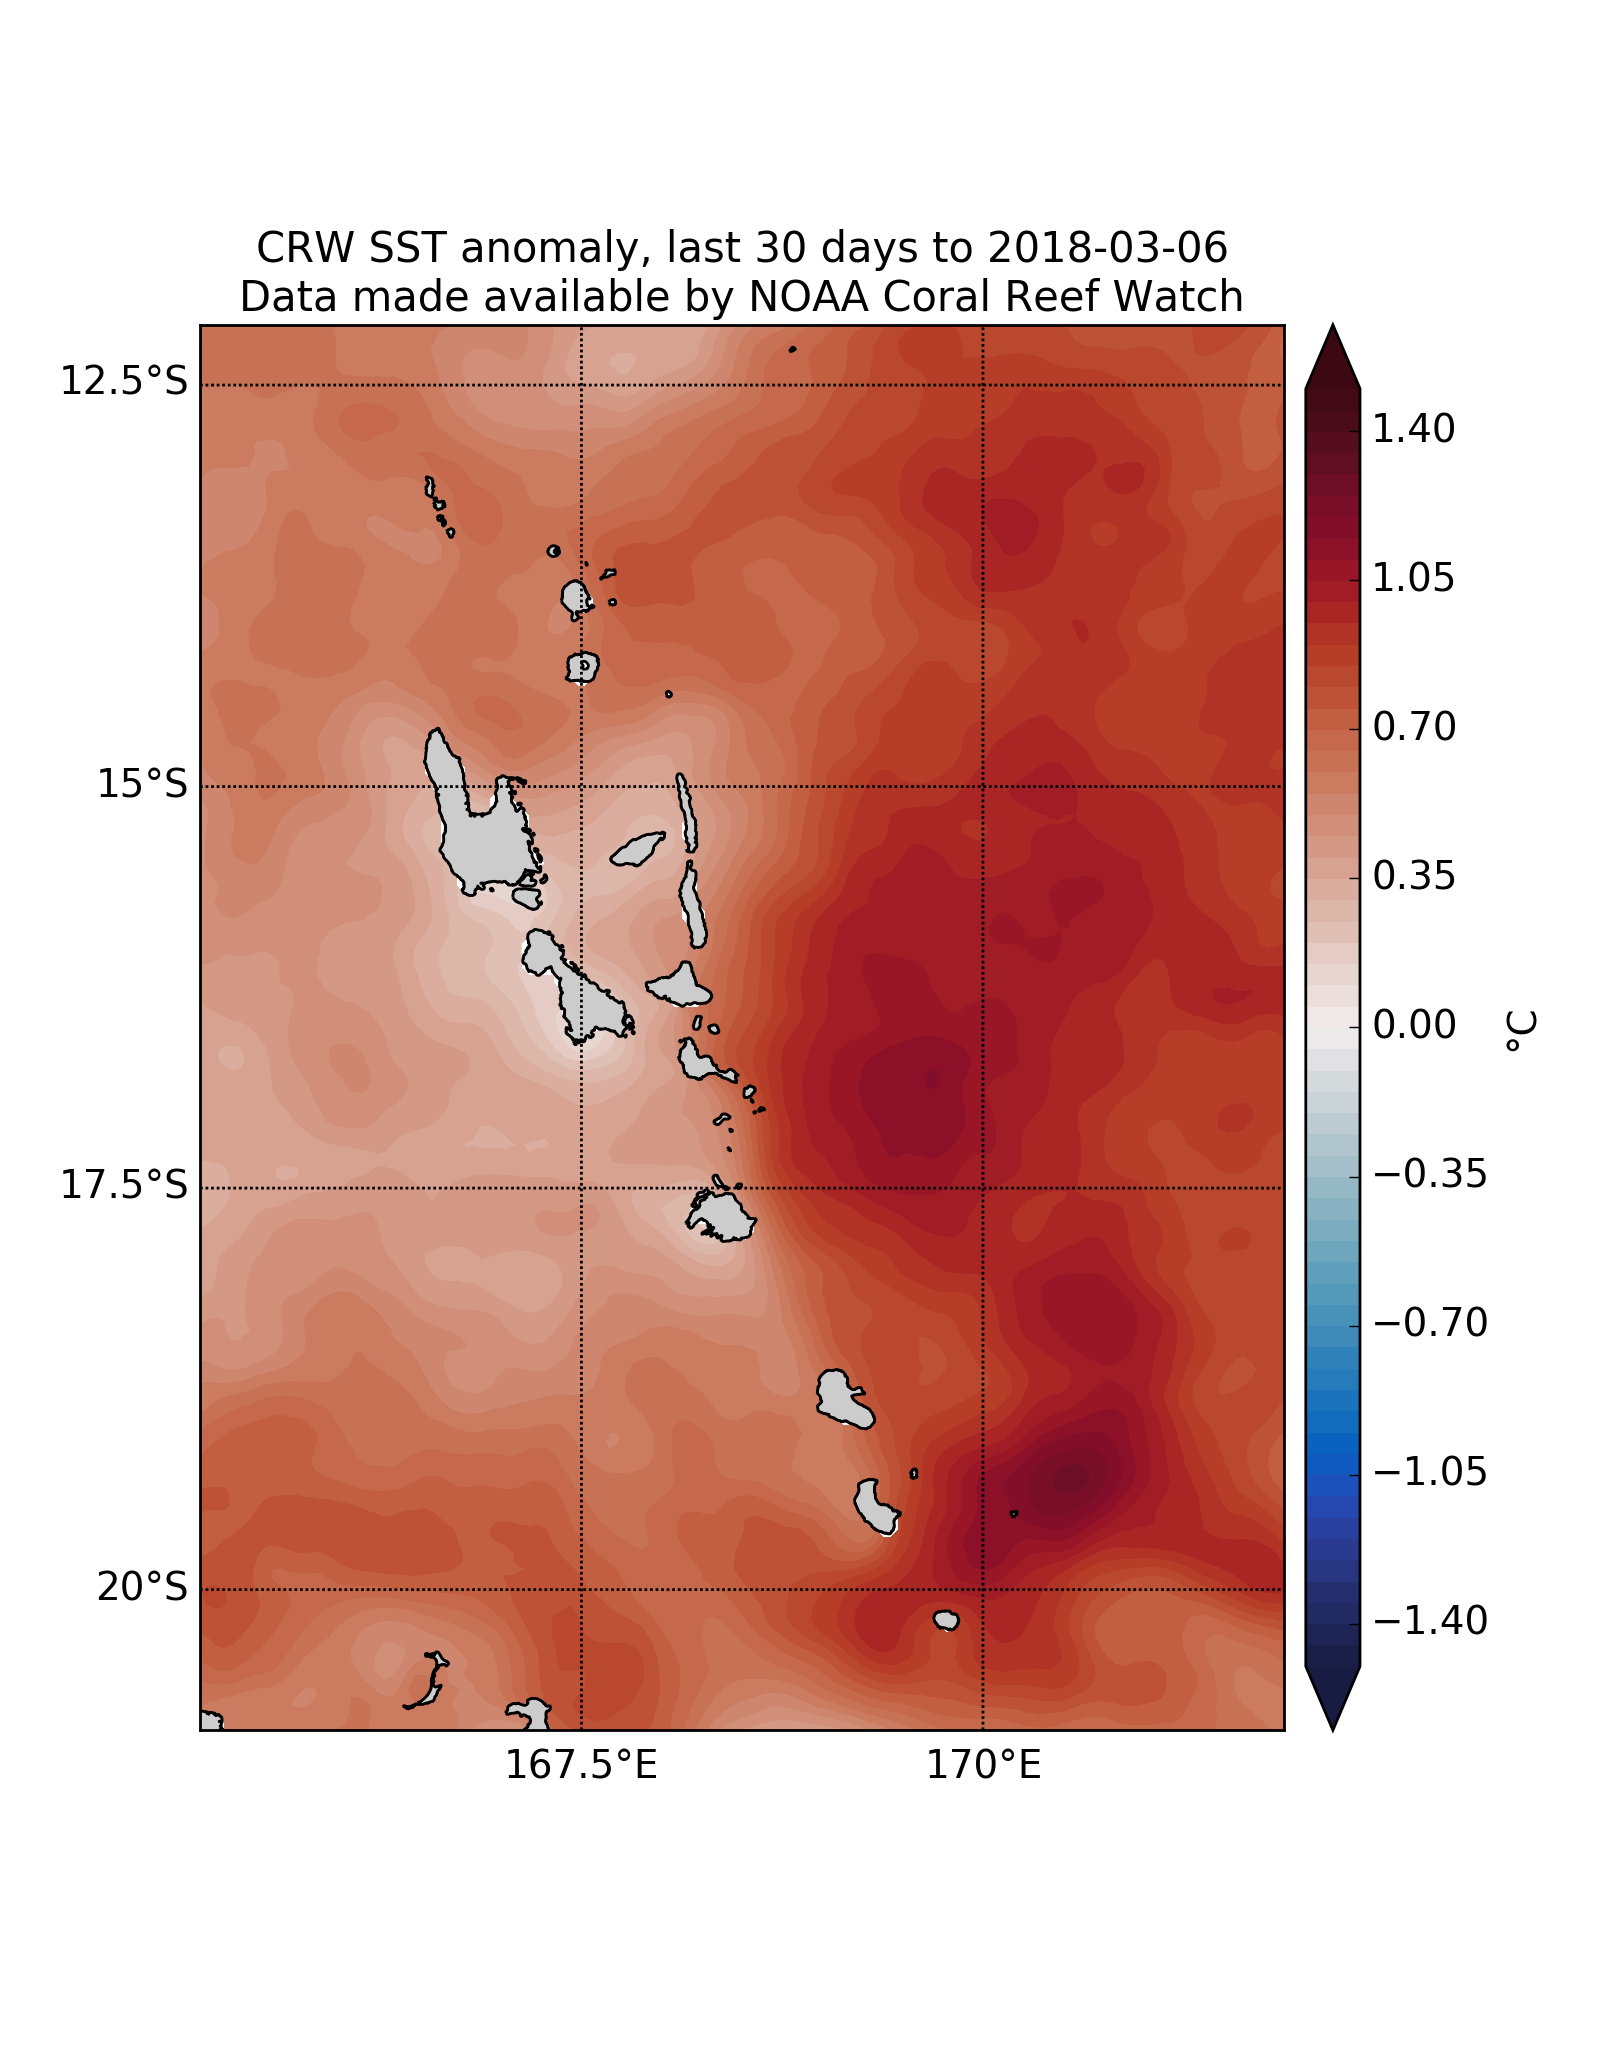 CRW SST anomaly, last 30 days to 2018-03-06
Data made available by NOAA Coral Reef Watch
12.5°S
15°S
17.5°S
20°S
167.5°E
170°E
1.40
1.05
0.70
0.35
0.00
−0.35
−0.70
−1.05
−1.40
°C